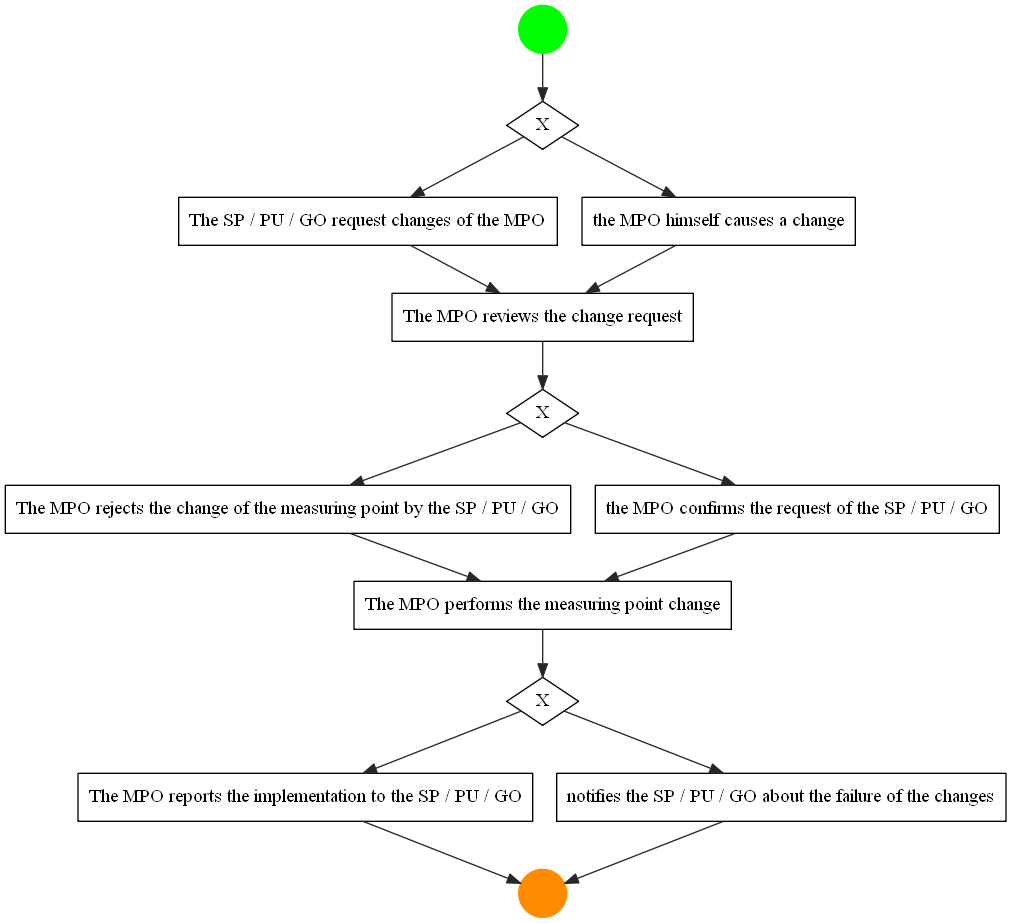 X
The SP / PU / GO request changes of the MPO
the MPO himself causes a change
The MPO reviews the change request
X
The MPO rejects the change of the measuring point by the SP / PU / GO
the MPO confirms the request of the SP / PU / GO
The MPO performs the measuring point change
X
The MPO reports the implementation to the SP / PU / GO
notifies the SP / PU / GO about the failure of the changes